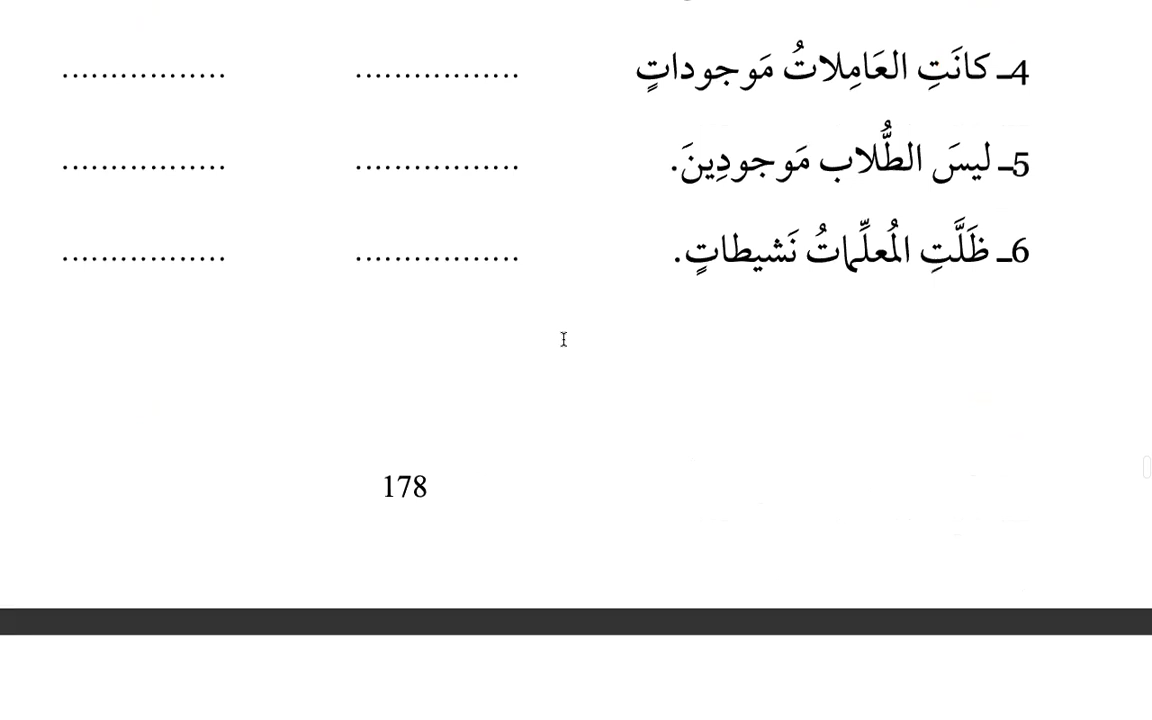 4ـ كانَتِ العَامِلاتُ مَوجوداتٍ ................. .................
5ـ ليسَ الطُّلاب مَوجودِينَ. ................. .................
6ـ ظَلَّتِ المُعلِّماتُ نَشيطاتٍ. ................. .................
178